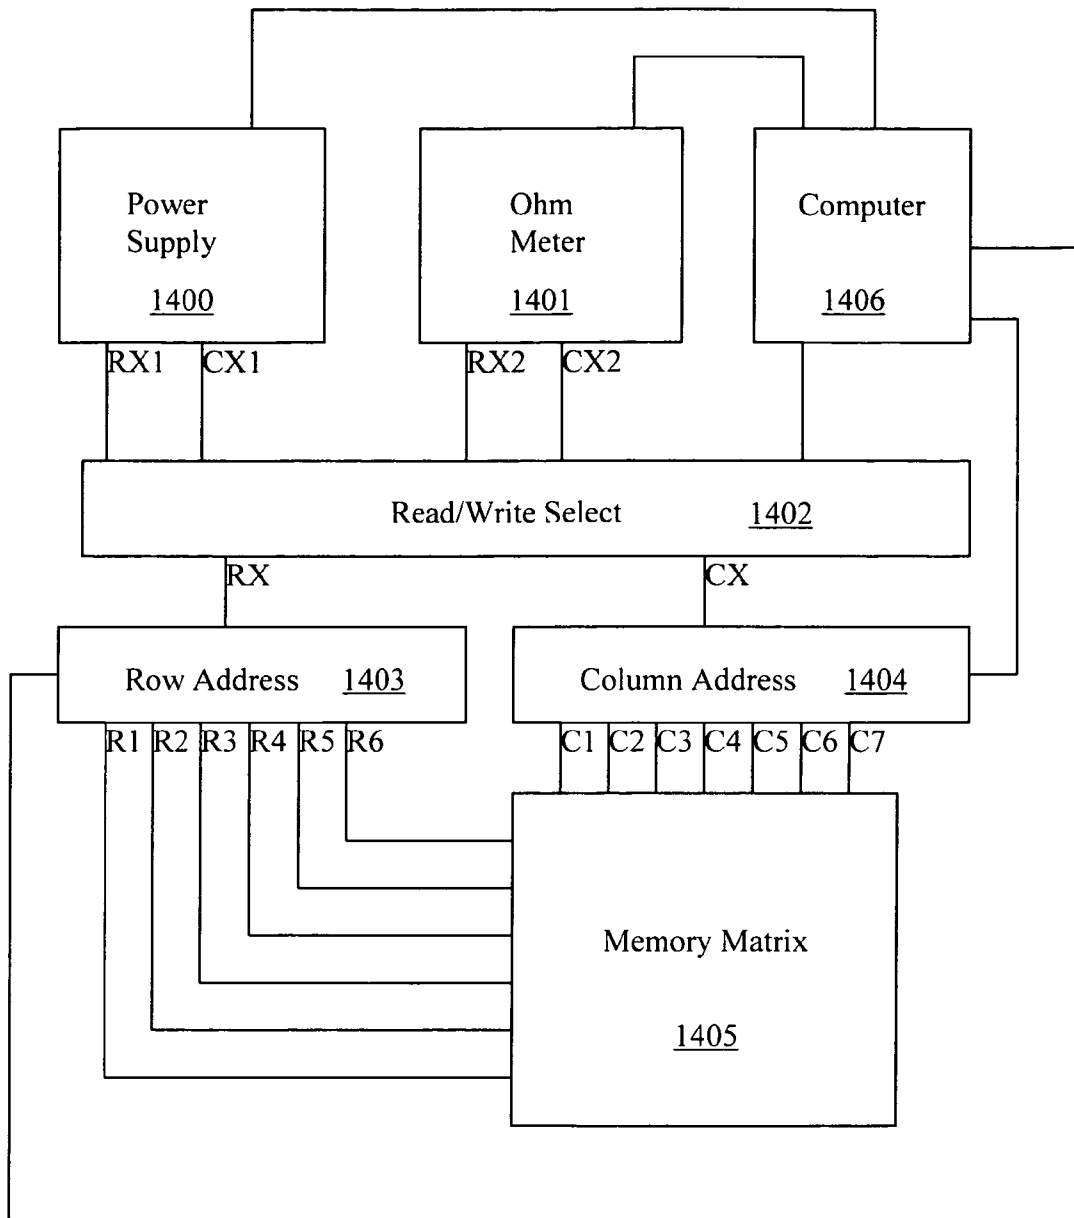 Power
Supply
1400
Ohm
Meter
1401
Computer
1406
RX1 CX1 RX2 CX2
Read/Write Select 1402
RX CX
Row Address 1403
Column Address 1404
R1 R2 R3 R4 R5 R6 C1 C2 C3 C4 C5 C6 C7
Memory Matrix
1405